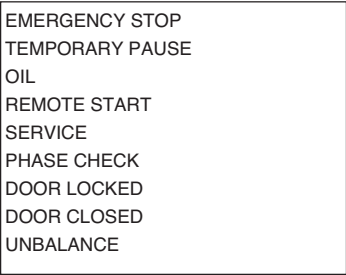 EMERGENCY STOP
TEMPORARY PAUSE
OIL
REMOTE START
SERVICE
PHASE CHECK
DOOR LOCKED
DOOR CLOSED
UNBALANCE